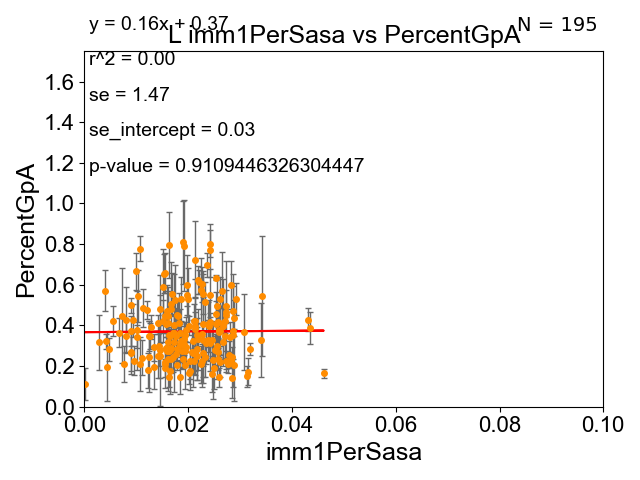 y = 0.16x + 0.37
N = 195
L imm1PerSasa vs PercentGpA
r^2 = 0.00
se = 1.47
se_intercept = 0.03
p-value = 0.9109446326304447
PercentGpA
1.6
1.4
1.2
1.0
0.8
0.6
0.4
0.2
0.0
0.00 0.02 0.04 0.06 0.08 0.10
imm1PerSasa